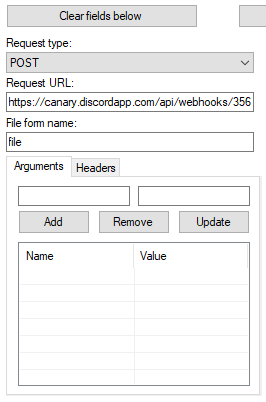 Clear fields below
Request type:
POST
Request URL:
https://canary.discordapp.com/api/webhooks/356
File form name:
file
Arguments Headers
Add Remove Update
Name Value